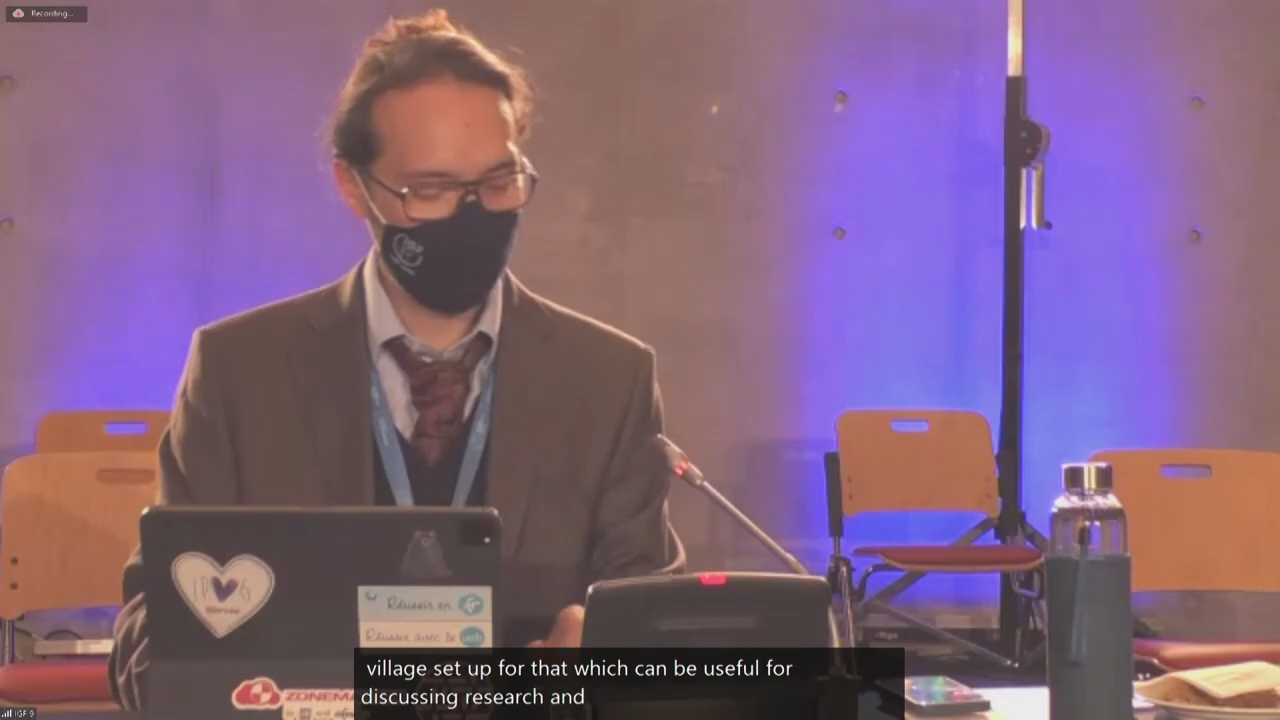 Recording...
Réussir en
Réussir avec le web
ZONEMA
village set up for that which can be useful for
discussing research and
IGF 9